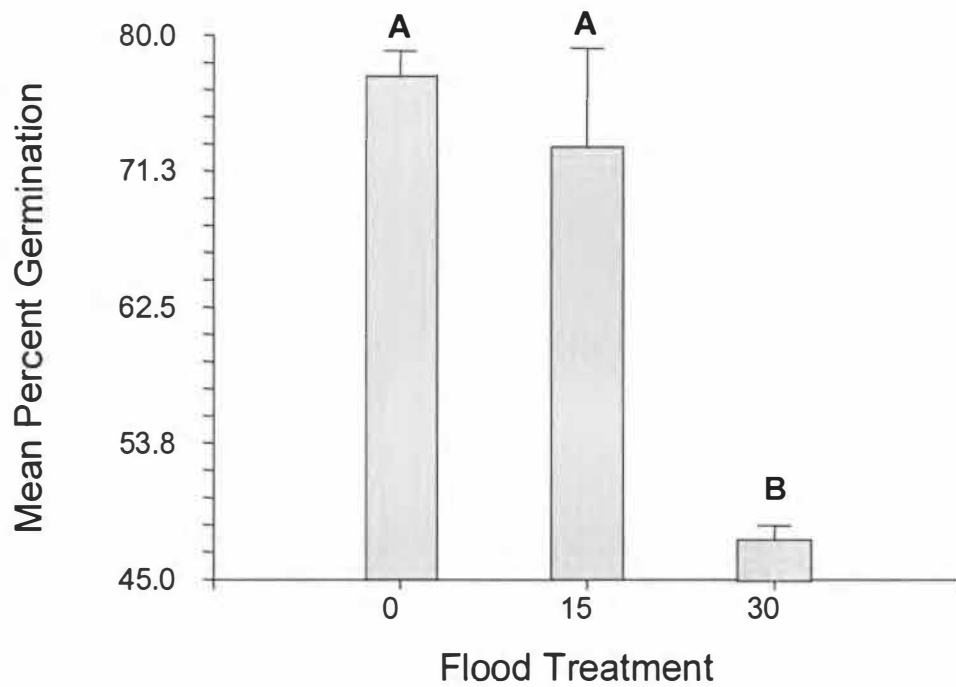 Mean Percent Germination
80.0
71.3
62.5
53.8
45.0
A
A
B
0 15 30
Flood Treatment